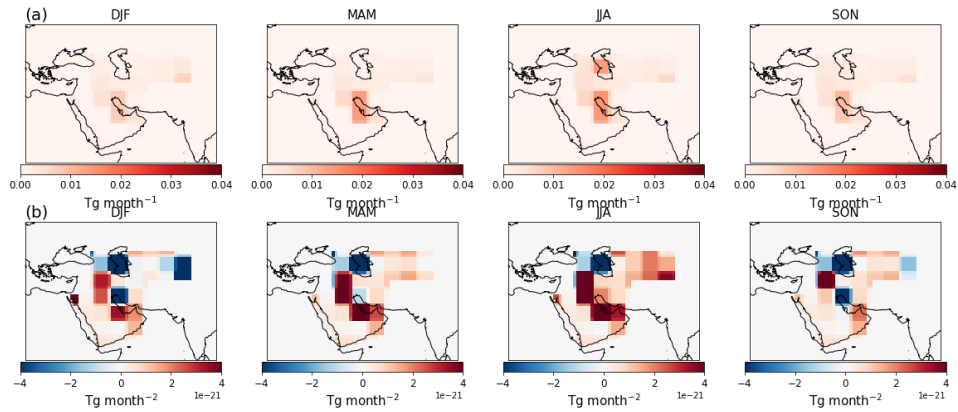 (a) DJF MAM JJA SON
0.00 0.01 0.02 0.03 0.04 0.00 0.01 0.02 0.03 0.04 0.00 0.01 0.02 0.03 0.04 0.00 0.01 0.02 0.03 0.04
Tg month⁻¹ Tg month⁻¹ Tg month⁻¹ Tg month⁻¹
(b) DJF MAM JJA SON
−4 −2 0 2 4 −4 −2 0 2 4 −4 −2 0 2 4 −4 −2 0 2 4
1e−21 1e−21 1e−21 1e−21
Tg month⁻² Tg month⁻² Tg month⁻² Tg month⁻²